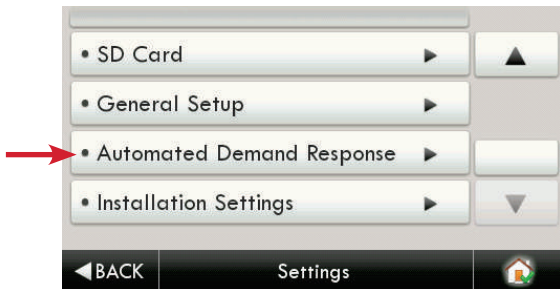 • SD Card
• General Setup
• Automated Demand Response
• Installation Settings
BACK Settings